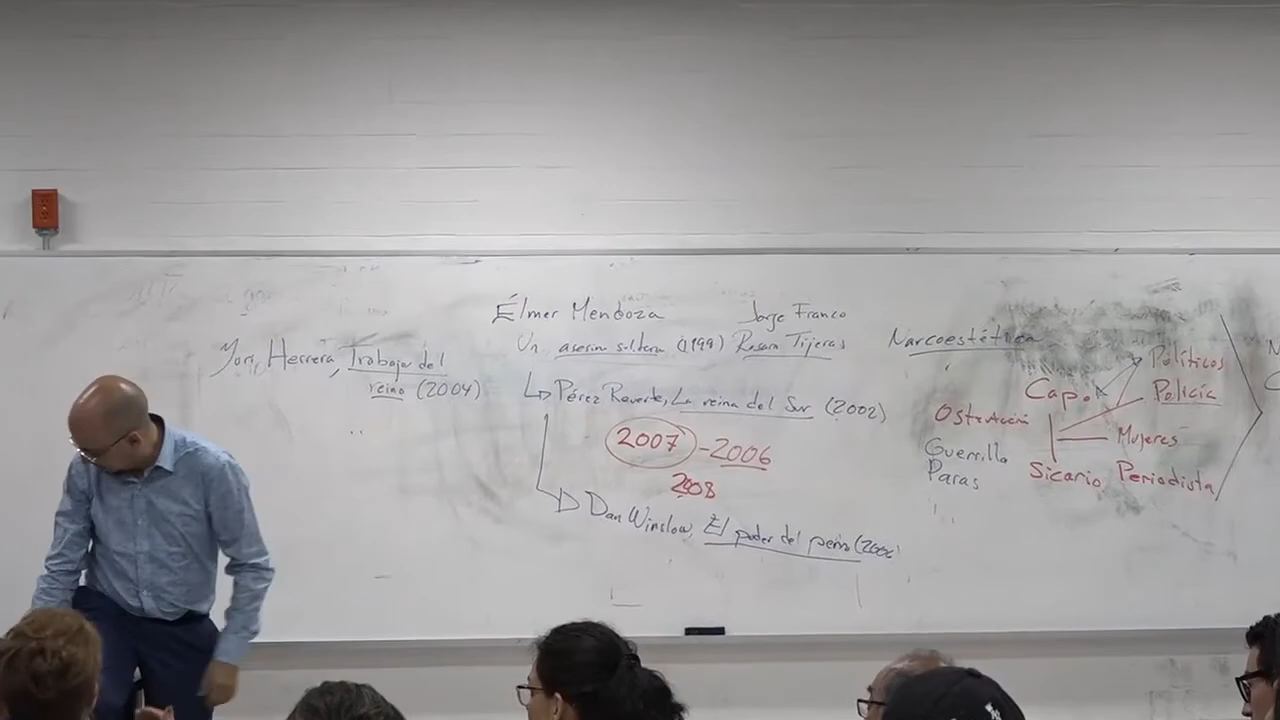 Élmer Mendoza
Jorge Franco
Un asesino solitario (1999) Rosario Tijeras
Yuri Herrera, Trabajos del
reino (2004)
Pérez Reverte, La reina del Sur (2002)
2007 - 2006
2008
Dan Winslow, El poder del perro (200
Narcoestética
Políticos
Capo
Policía
Ostentación
Mujeres
Guerrilla
Paras
Sicario Periodista